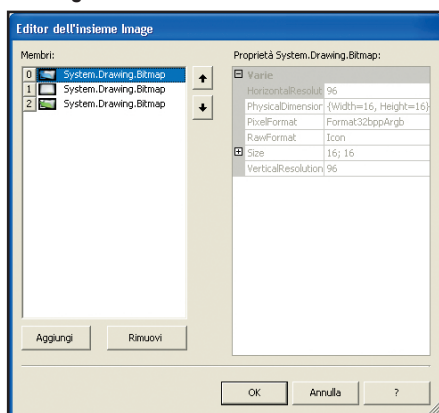 Editor dell'insieme Image
Membri:
0 System.Drawing.Bitmap
1 System.Drawing.Bitmap
2 System.Drawing.Bitmap
Aggiungi Rimuovi
Proprietà System.Drawing.Bitmap:
Varie
HorizontalResolut 96
PhysicalDimension {Width=16, Height=16}
PixelFormat Format32bppArgb
RawFormat Icon
Size 16; 16
VerticalResolution 96
OK Annulla ?